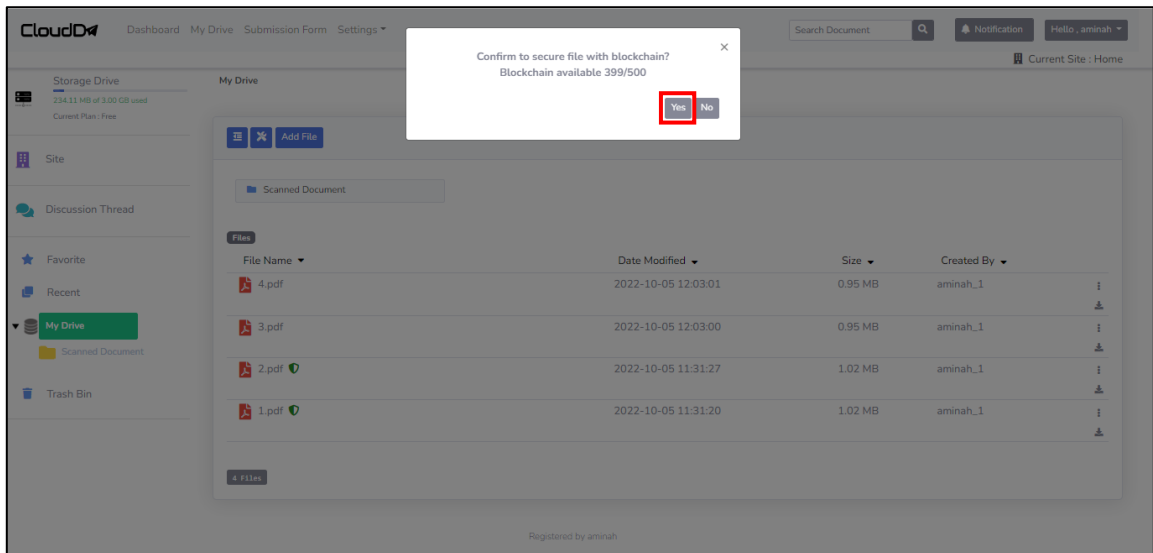 CloudD
Dashboard My Drive Submission Form Settings
Search Document
Notification
Hello , aminah
Confirm to secure file with blockchain?
Blockchain available 399/500
Yes No
Current Site : Home
Storage Drive
234.11 MB of 3.00 GB used
Current Plan : Free
Site
Discussion Thread
Favorite
Recent
My Drive
Scanned Document
Trash Bin
My Drive
Add File
Scanned Document
Files
File Name Date Modified Size Created By
4.pdf 2022-10-05 12:03:01 0.95 MB aminah_1
3.pdf 2022-10-05 12:03:00 0.95 MB aminah_1
2.pdf 2022-10-05 11:31:27 1.02 MB aminah_1
1.pdf 2022-10-05 11:31:20 1.02 MB aminah_1
4 Files
Registered by aminah